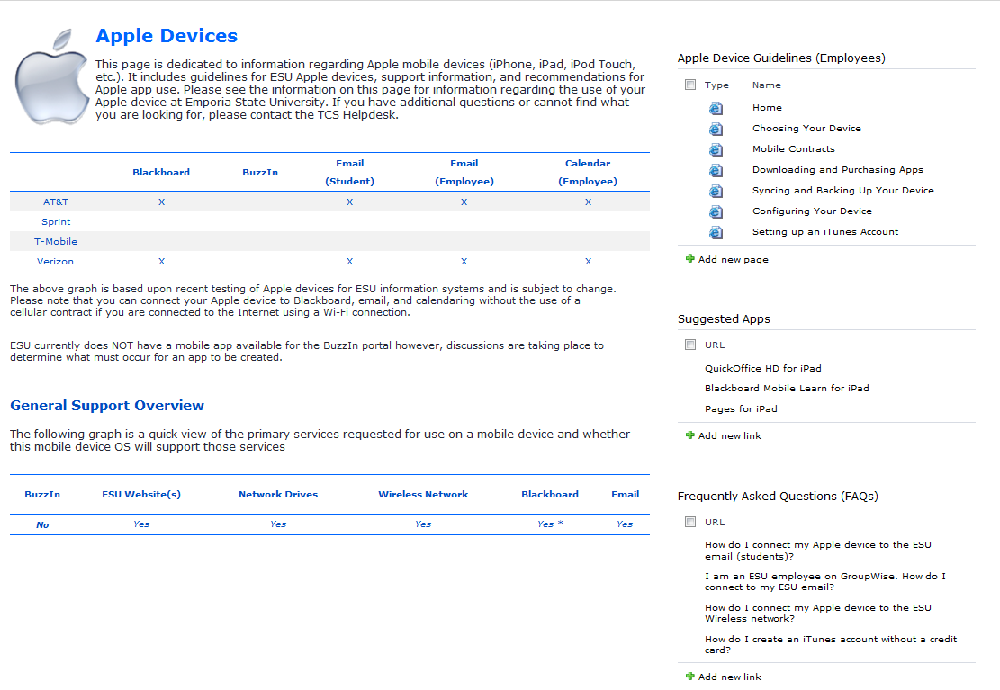 Apple Devices
This page is dedicated to information regarding Apple mobile devices (iPhone, iPad, iPod Touch,
etc.). It includes guidelines for ESU Apple devices, support information, and recommendations for
Apple app use. Please see the information on this page for information regarding the use of your
Apple device at Emporia State University. If you have additional questions or cannot find what
you are looking for, please contact the TCS Helpdesk.
Blackboard BuzzIn Email (Student) Email (Employee) Calendar (Employee)
AT&T X X X X
Sprint
T-Mobile
Verizon X X X X
The above graph is based upon recent testing of Apple devices for ESU information systems and is subject to change.
Please note that you can connect your Apple device to Blackboard, email, and calendaring without the use of a
cellular contract if you are connected to the Internet using a Wi-Fi connection.
ESU currently does NOT have a mobile app available for the BuzzIn portal however, discussions are taking place to
determine what must occur for an app to be created.
General Support Overview
The following graph is a quick view of the primary services requested for use on a mobile device and whether
this mobile device OS will support those services
BuzzIn ESU Website(s) Network Drives Wireless Network Blackboard Email
No Yes Yes Yes Yes * Yes
Apple Device Guidelines (Employees)
Type Name
Home
Choosing Your Device
Mobile Contracts
Downloading and Purchasing Apps
Syncing and Backing Up Your Device
Configuring Your Device
Setting up an iTunes Account
Add new page
Suggested Apps
URL
QuickOffice HD for iPad
Blackboard Mobile Learn for iPad
Pages for iPad
Add new link
Frequently Asked Questions (FAQs)
URL
How do I connect my Apple device to the ESU
email (students)?
I am an ESU employee on GroupWise. How do I
connect to my ESU email?
How do I connect my Apple device to the ESU
Wireless network?
How do I create an iTunes account without a credit
card?
Add new link